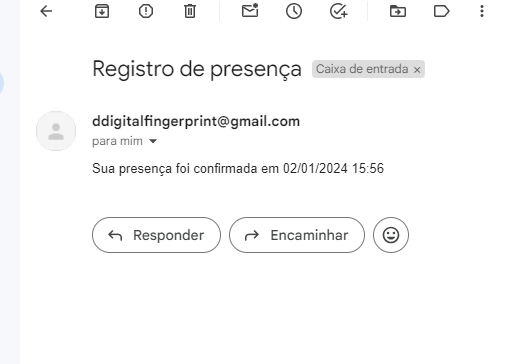 Registro de presença Caixa de entrada ×
ddigitalfingerprint@gmail.com
para mim
Sua presença foi confirmada em 02/01/2024 15:56
Responder Encaminhar